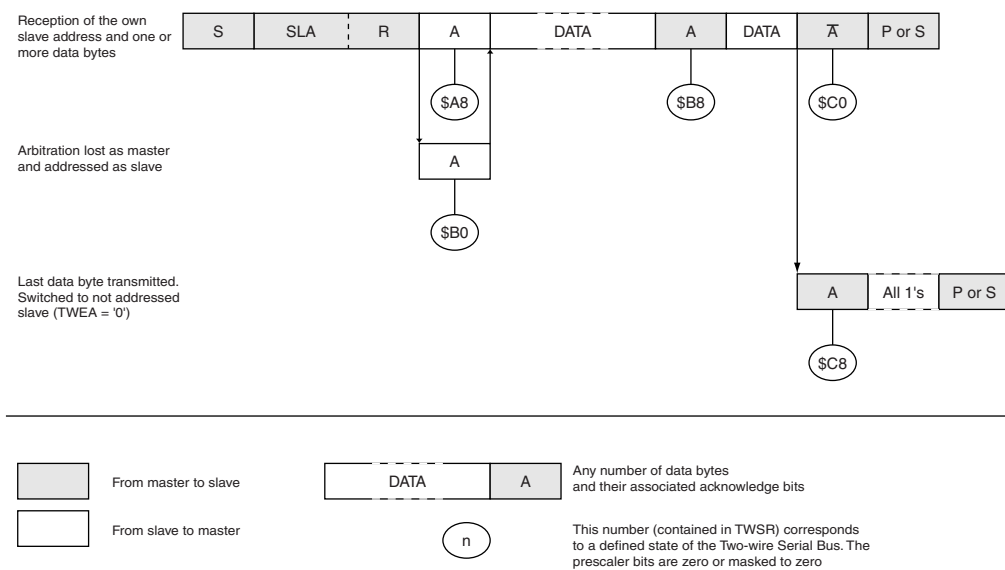 Reception of the own
slave address and one or
more data bytes
S SLA R A DATA A DATA A̅ P or S
$A8 $B8 $C0
Arbitration lost as master
and addressed as slave
A
$B0
Last data byte transmitted.
Switched to not addressed
slave (TWEA = '0')
A All 1's P or S
$C8
From master to slave
DATA A
Any number of data bytes
and their associated acknowledge bits
From slave to master
n
This number (contained in TWSR) corresponds
to a defined state of the Two-wire Serial Bus. The
prescaler bits are zero or masked to zero